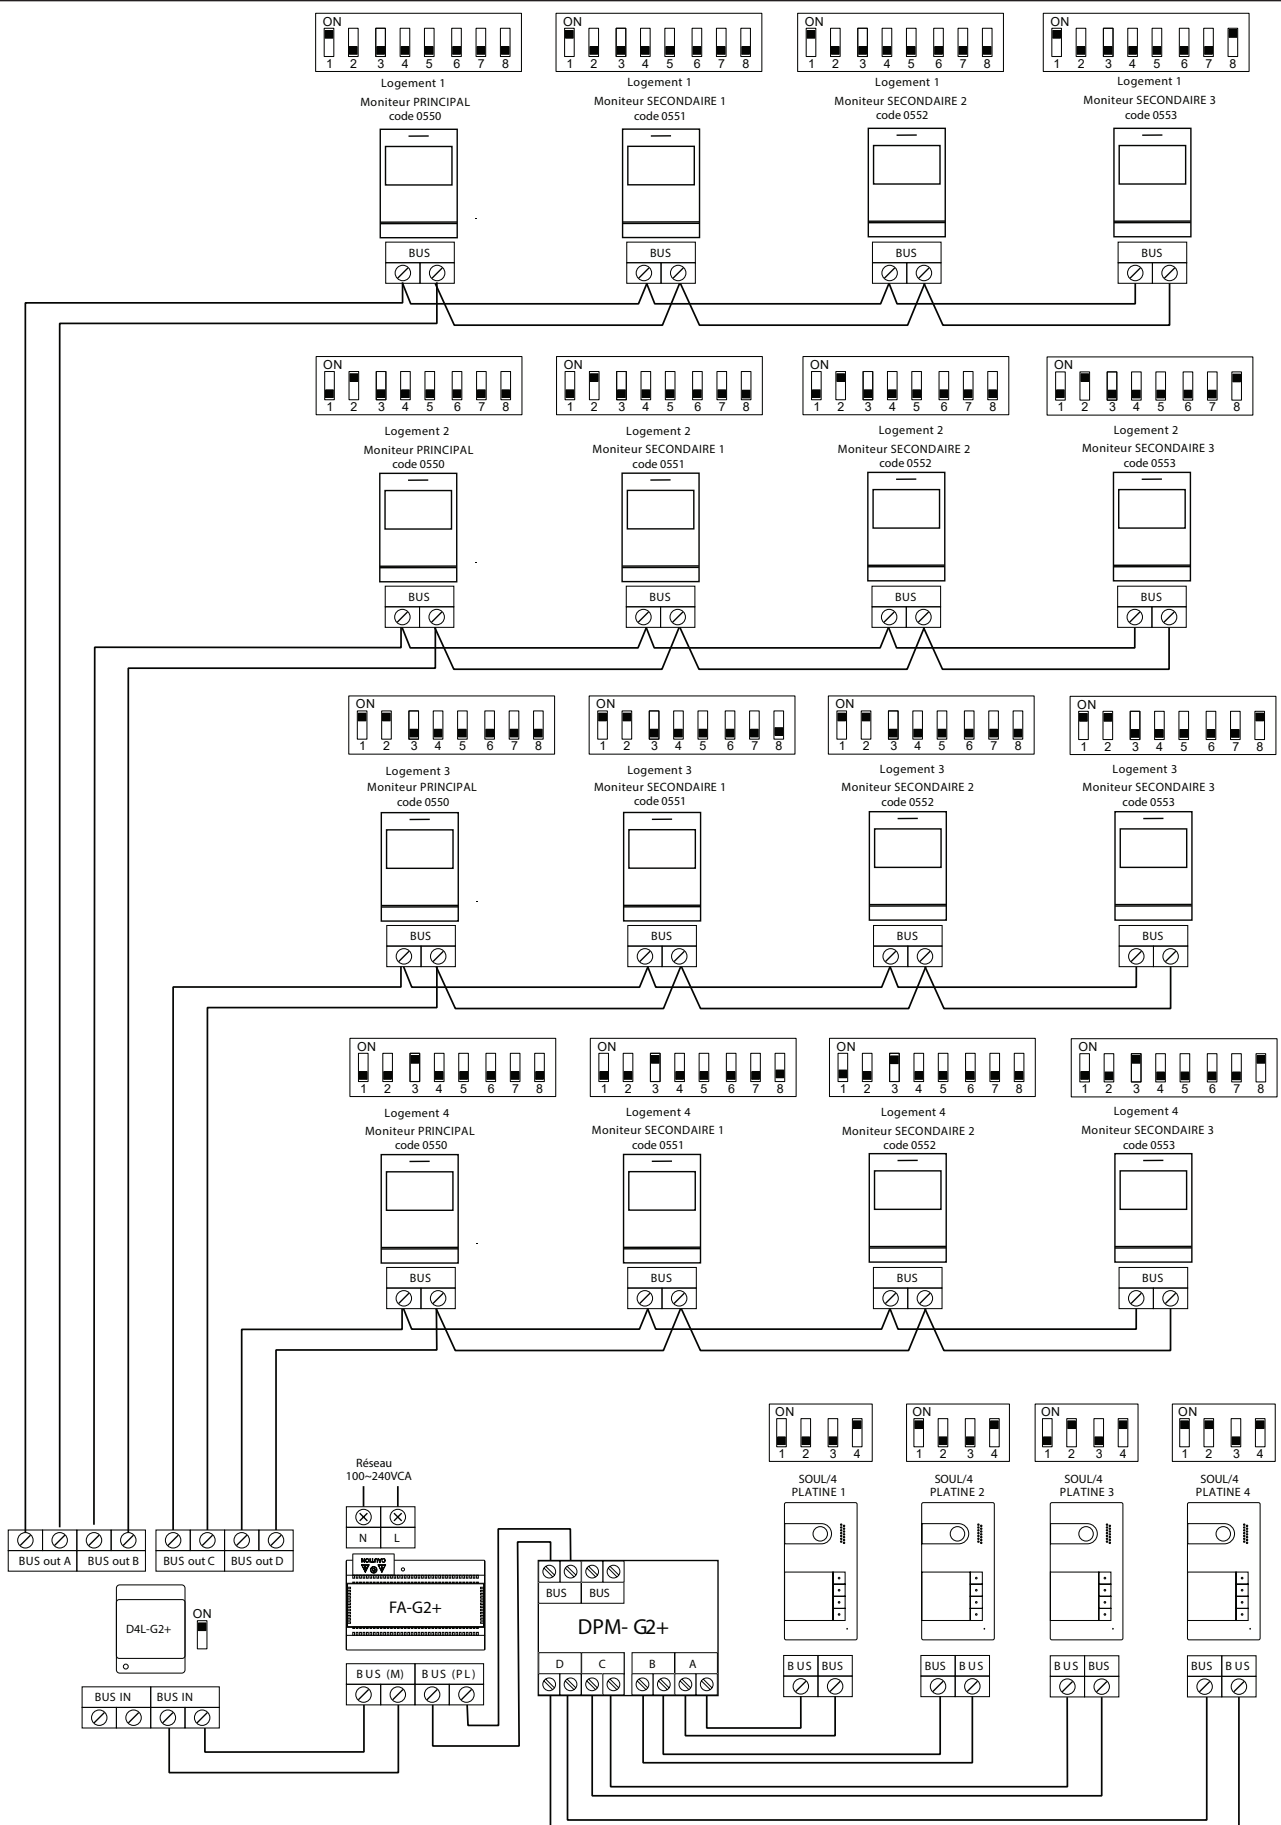 ON ON ON ON
1 2 3 4 5 6 7 8 1 2 3 4 5 6 7 8 1 2 3 4 5 6 7 8 1 2 3 4 5 6 7 8
Logement 1 Logement 1 Logement 1 Logement 1
Moniteur PRINCIPAL Moniteur SECONDAIRE 1 Moniteur SECONDAIRE 2 Moniteur SECONDAIRE 3
code 0550 code 0551 code 0552 code 0553
BUS BUS BUS BUS
ON ON ON ON
1 2 3 4 5 6 7 8 1 2 3 4 5 6 7 8 1 2 3 4 5 6 7 8 1 2 3 4 5 6 7 8
Logement 2 Logement 2 Logement 2 Logement 2
Moniteur PRINCIPAL Moniteur SECONDAIRE 1 Moniteur SECONDAIRE 2 Moniteur SECONDAIRE 3
code 0550 code 0551 code 0552 code 0553
BUS BUS BUS BUS
ON ON ON ON
1 2 3 4 5 6 7 8 1 2 3 4 5 6 7 8 1 2 3 4 5 6 7 8 1 2 3 4 5 6 7 8
Logement 3 Logement 3 Logement 3 Logement 3
Moniteur PRINCIPAL Moniteur SECONDAIRE 1 Moniteur SECONDAIRE 2 Moniteur SECONDAIRE 3
code 0550 code 0551 code 0552 code 0553
BUS BUS BUS BUS
ON ON ON ON
1 2 3 4 5 6 7 8 1 2 3 4 5 6 7 8 1 2 3 4 5 6 7 8 1 2 3 4 5 6 7 8
Logement 4 Logement 4 Logement 4 Logement 4
Moniteur PRINCIPAL Moniteur SECONDAIRE 1 Moniteur SECONDAIRE 2 Moniteur SECONDAIRE 3
code 0550 code 0551 code 0552 code 0553
BUS BUS BUS BUS
ON ON ON ON
1 2 3 4 1 2 3 4 1 2 3 4 1 2 3 4
SOUL/4 SOUL/4 SOUL/4 SOUL/4
PLATINE 1 PLATINE 2 PLATINE 3 PLATINE 4
Réseau
100~240VCA
N L
BUS out A BUS out B BUS out C BUS out D
CAUTION
FA-G2+
BUS BUS
DPM- G2+
D4L-G2+
ON
D C B A
BUS (M) BUS (PL)
BUS BUS BUS BUS BUS BUS BUS BUS
BUS IN BUS IN